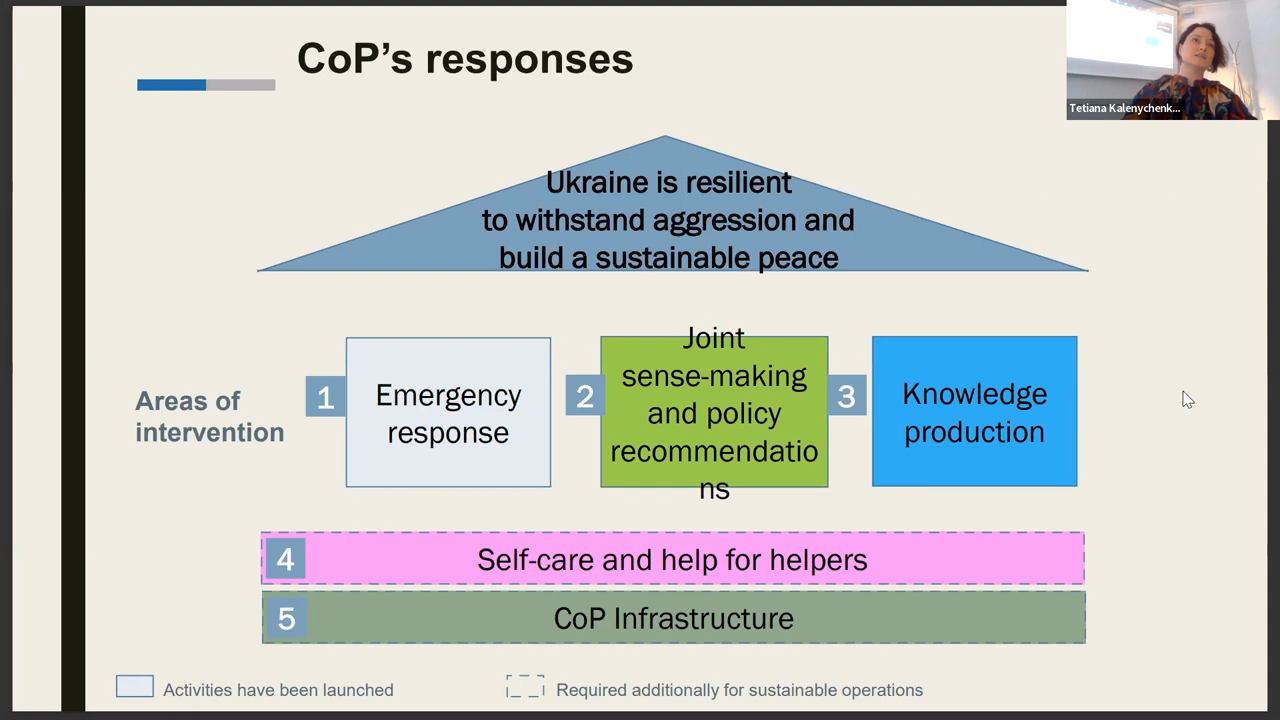 CoP’s responses
Tetiana Kalenychenk...
Ukraine is resilient
to withstand aggression and
build a sustainable peace
Areas of
intervention
1
Emergency
response
2
Joint
sense-making
and policy
recommendatio
ns
3
Knowledge
production
4
Self-care and help for helpers
5
CoP Infrastructure
Activities have been launched
Required additionally for sustainable operations